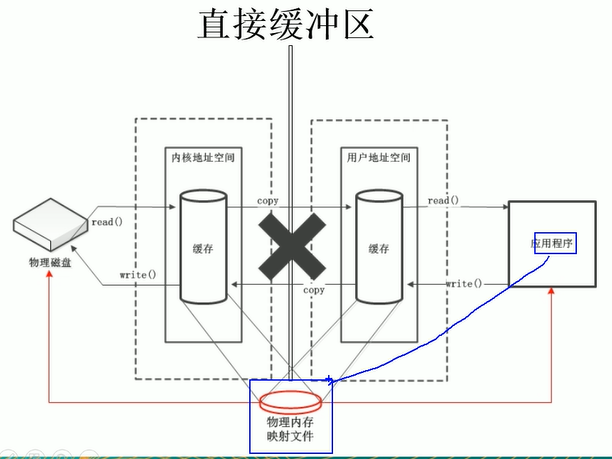 直接缓冲区
内核地址空间
用户地址空间
copy
read()
read()
缓存
缓存
应用程序
物理磁盘
write()
copy
write()
物理内存
映射文件